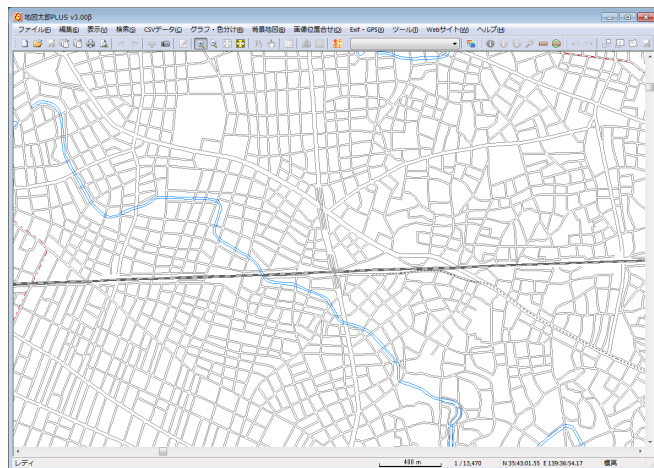 地図太郎PLUS v3.00β
ファイル(F) 編集(E) 表示(V) 検索(S) CSVデータ(C) グラフ・色分け(B) 背景地図(B) 画像位置合せ(Q) Exif・GPS(X) ツール(T) Webサイト(W) ヘルプ(H)
レディ 400 m 1 / 13,470 N 35:43:01.55 E 139:36:54.17 標高